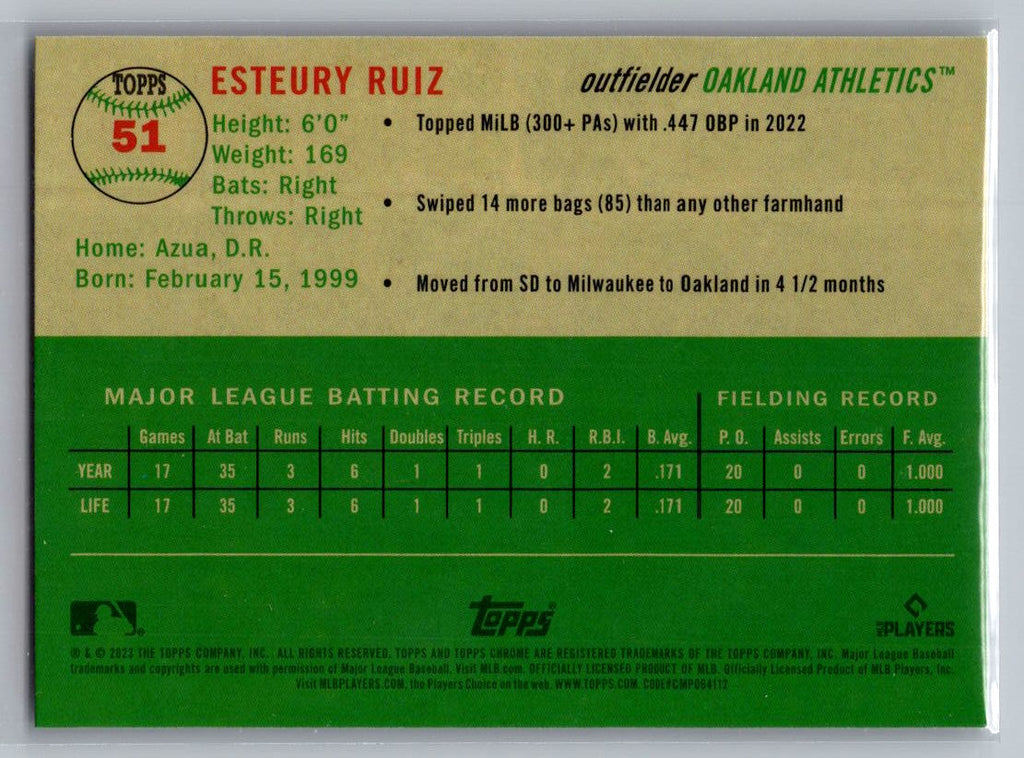 TOPPS
51
ESTEURY RUIZ
outfielder OAKLAND ATHLETICS™
Height: 6'0"
Weight: 169
Bats: Right
Throws: Right
Home: Azua, D.R.
Born: February 15, 1999
• Topped MiLB (300+ PAs) with .447 OBP in 2022
• Swiped 14 more bags (85) than any other farmhand
• Moved from SD to Milwaukee to Oakland in 4 1/2 months
MAJOR LEAGUE BATTING RECORD FIELDING RECORD
Games At Bat Runs Hits Doubles Triples H. R. R.B.I. B. Avg. P. O. Assists Errors F. Avg.
YEAR 17 35 3 6 1 1 0 2 .171 20 0 0 1.000
LIFE 17 35 3 6 1 1 0 2 .171 20 0 0 1.000
Topps®
MLB PLAYERS
® & © 2023 THE TOPPS COMPANY, INC. ALL RIGHTS RESERVED. TOPPS AND TOPPS CHROME ARE REGISTERED TRADEMARKS OF THE TOPPS COMPANY, INC. Major League Baseball
trademarks and copyrights are used with permission of Major League Baseball. Visit MLB.com. OFFICIALLY LICENSED PRODUCT OF MLB. Officially Licensed Product of MLB Players, Inc.
Visit MLBPLAYERS.COM, the Players Choice on the web. WWW.TOPPS.COM. CODE#CMP064112